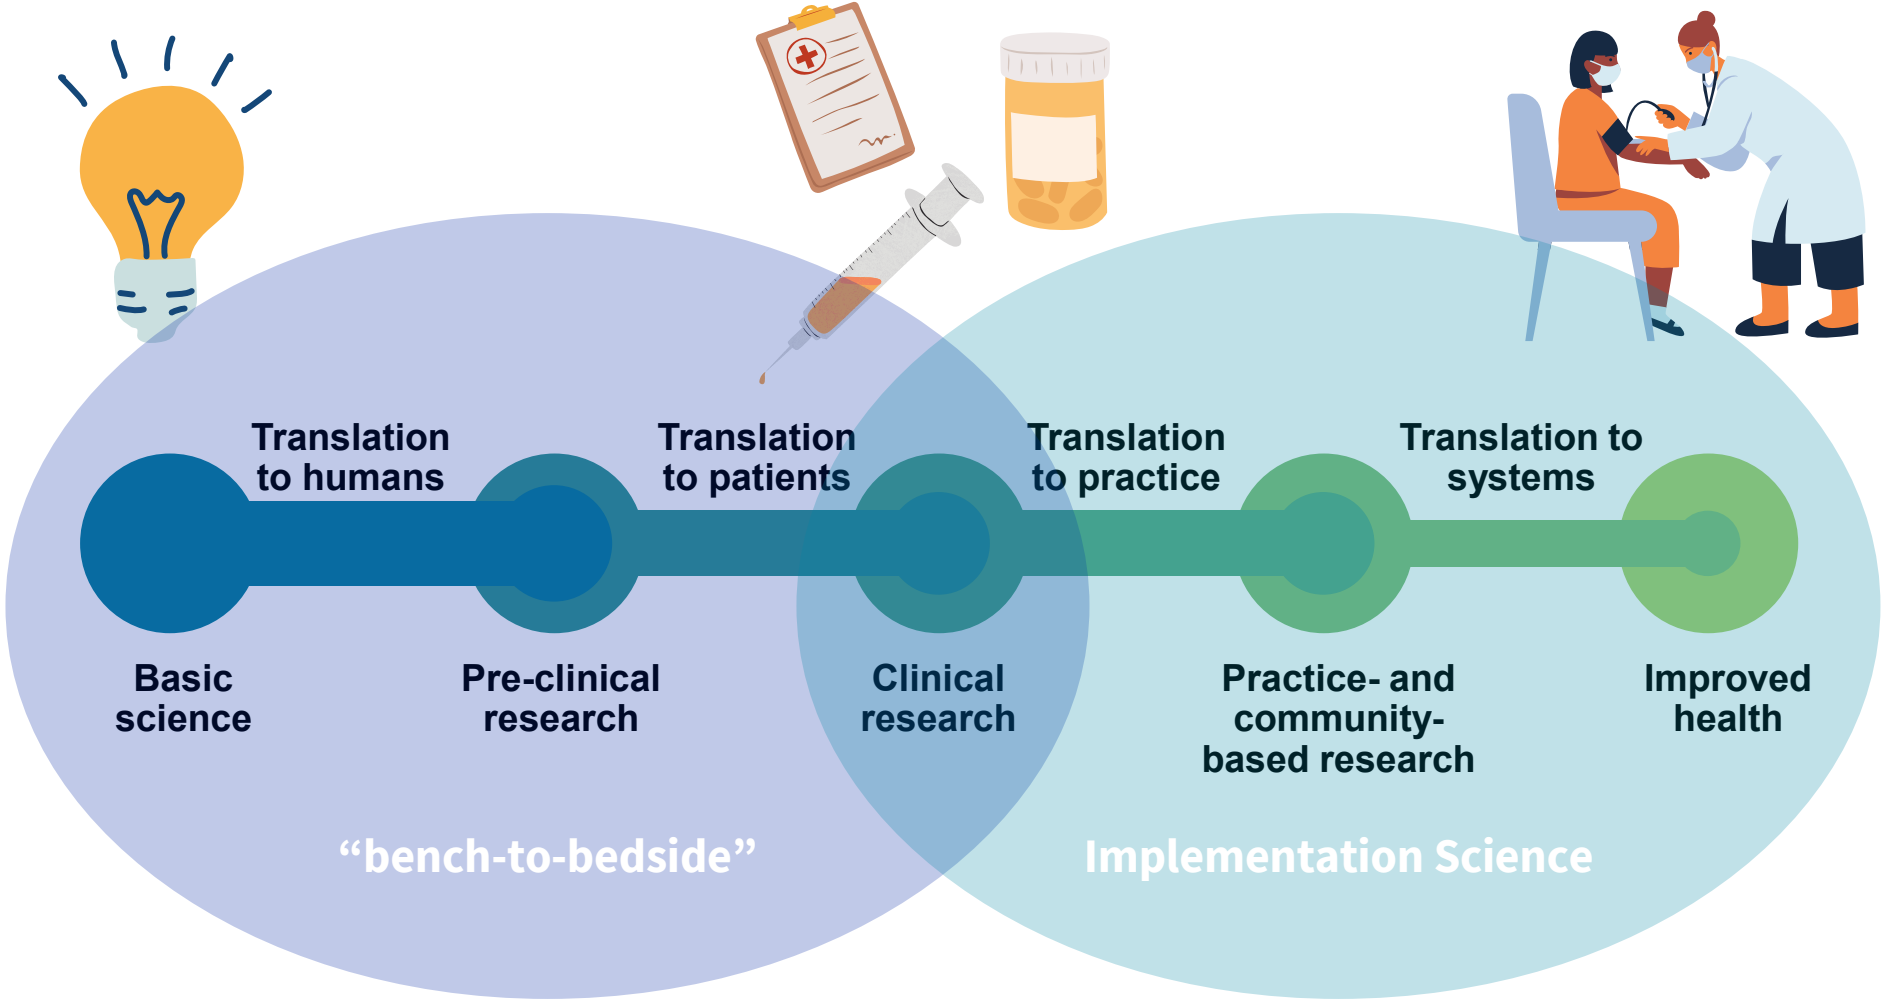 Translation
to humans
Translation
to patients
Translation
to practice
Translation to
systems
Basic
science
Pre-clinical
research
Clinical
research
Practice- and
community-
based research
Improved
health
“bench-to-bedside”
Implementation Science